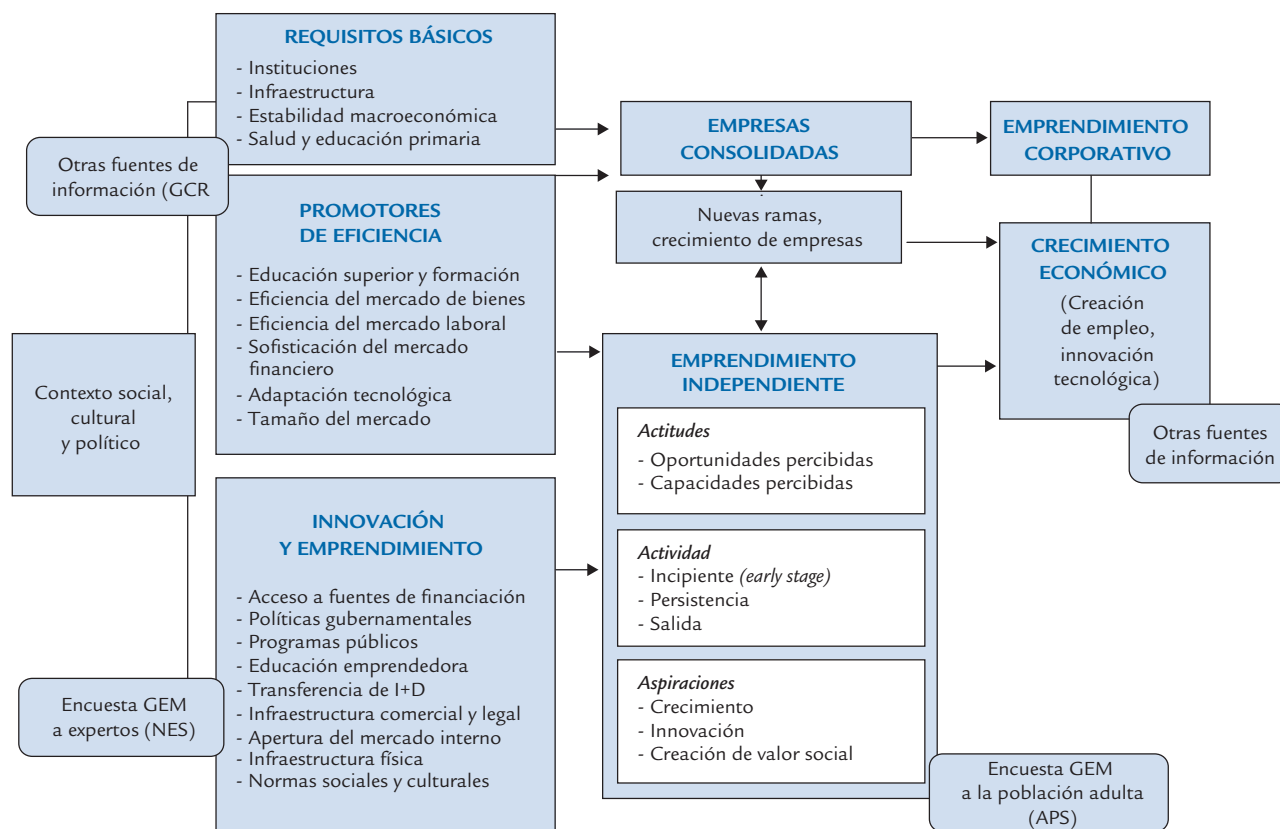 REQUISITOS BÁSICOS
- Instituciones
- Infraestructura
- Estabilidad macroeconómica
- Salud y educación primaria
Otras fuentes de
información (GCR
PROMOTORES
DE EFICIENCIA
- Educación superior y formación
- Eficiencia del mercado de bienes
- Eficiencia del mercado laboral
- Sofisticación del mercado
financiero
- Adaptación tecnológica
- Tamaño del mercado
Contexto social,
cultural
y político
INNOVACIÓN
Y EMPRENDIMIENTO
- Acceso a fuentes de financiación
- Políticas gubernamentales
- Programas públicos
- Educación emprendedora
- Transferencia de I+D
- Infraestructura comercial y legal
- Apertura del mercado interno
- Infraestructura física
- Normas sociales y culturales
Encuesta GEM
a expertos (NES)
EMPRESAS
CONSOLIDADAS
Nuevas ramas,
crecimiento de empresas
EMPRENDIMIENTO
INDEPENDIENTE
Actitudes
- Oportunidades percibidas
- Capacidades percibidas
Actividad
- Incipiente (early stage)
- Persistencia
- Salida
Aspiraciones
- Crecimiento
- Innovación
- Creación de valor social
Encuesta GEM
a la población adulta
(APS)
EMPRENDIMIENTO
CORPORATIVO
CRECIMIENTO
ECONÓMICO
(Creación
de empleo,
innovación
tecnológica)
Otras fuentes
de información